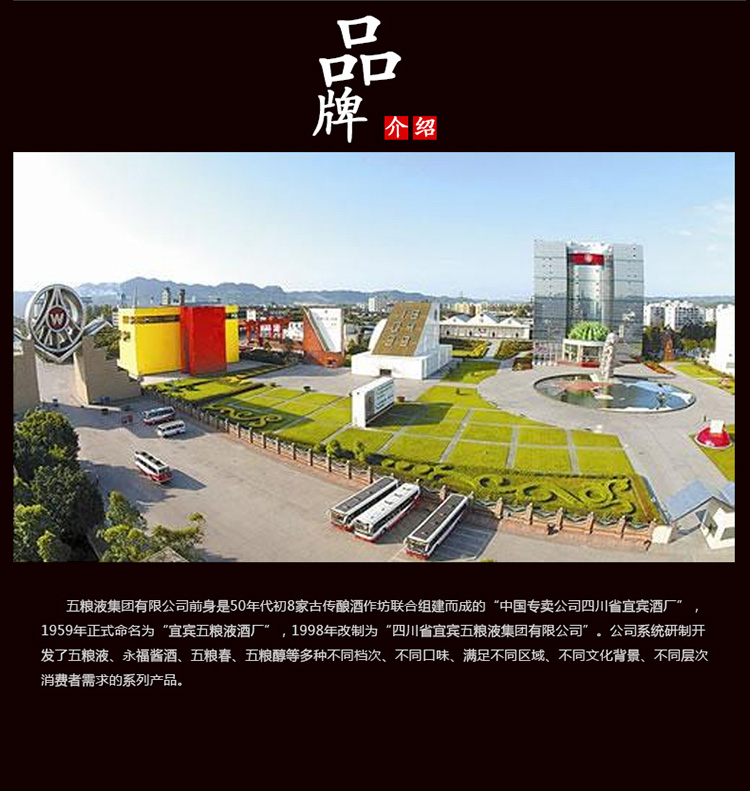 品
牌
介绍
W
五粮液集团有限公司前身是50年代初8家古传酿酒作坊联合组建而成的“中国专卖公司四川省宜宾酒厂”，
1959年正式命名为“宜宾五粮液酒厂”，1998年改制为“四川省宜宾五粮液集团有限公司”。公司系统研制开
发了五粮液、永福酱酒、五粮春、五粮醇等多种不同档次、不同口味、满足不同区域、不同文化背景、不同层次
消费者需求的系列产品。